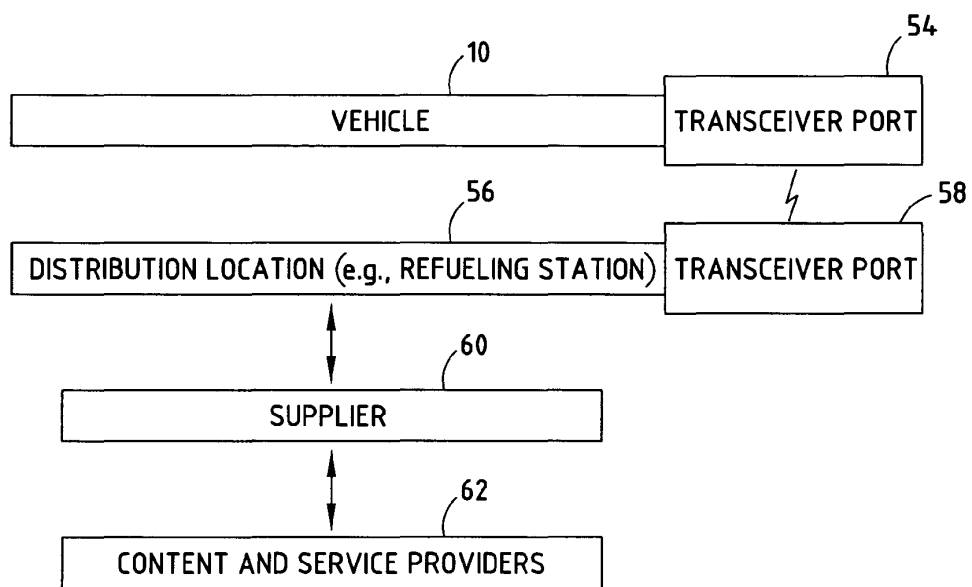 10
54
VEHICLE
TRANSCEIVER PORT
56
58
DISTRIBUTION LOCATION (e.g., REFUELING STATION)
TRANSCEIVER PORT
60
SUPPLIER
62
CONTENT AND SERVICE PROVIDERS